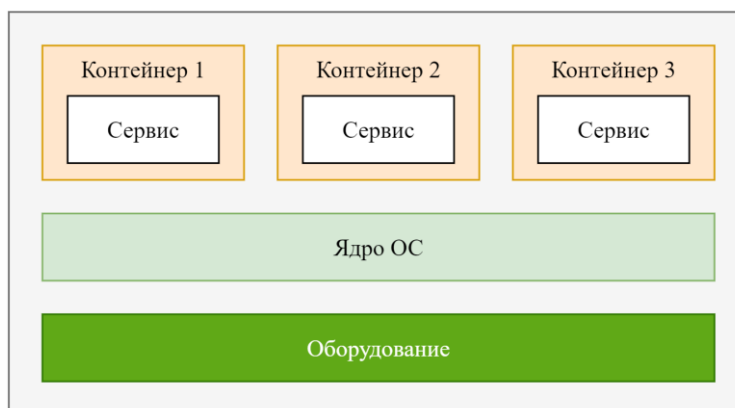 Контейнер 1
Контейнер 2
Контейнер 3
Сервис
Сервис
Сервис
Ядро ОС
Оборудование